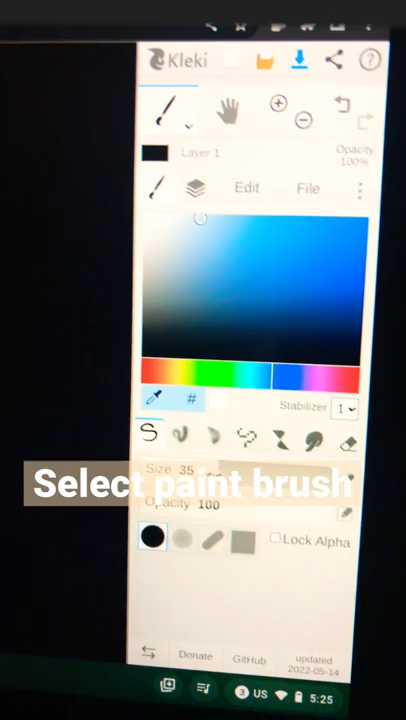 Kleki
?
Layer 1
Opacity
100%
Edit
File
#
Stabilizer 1
Size 35
Select paint brush
Opacity 100
Lock Alpha
Donate
GitHub
updated
2022-05-14
3 US 5:25